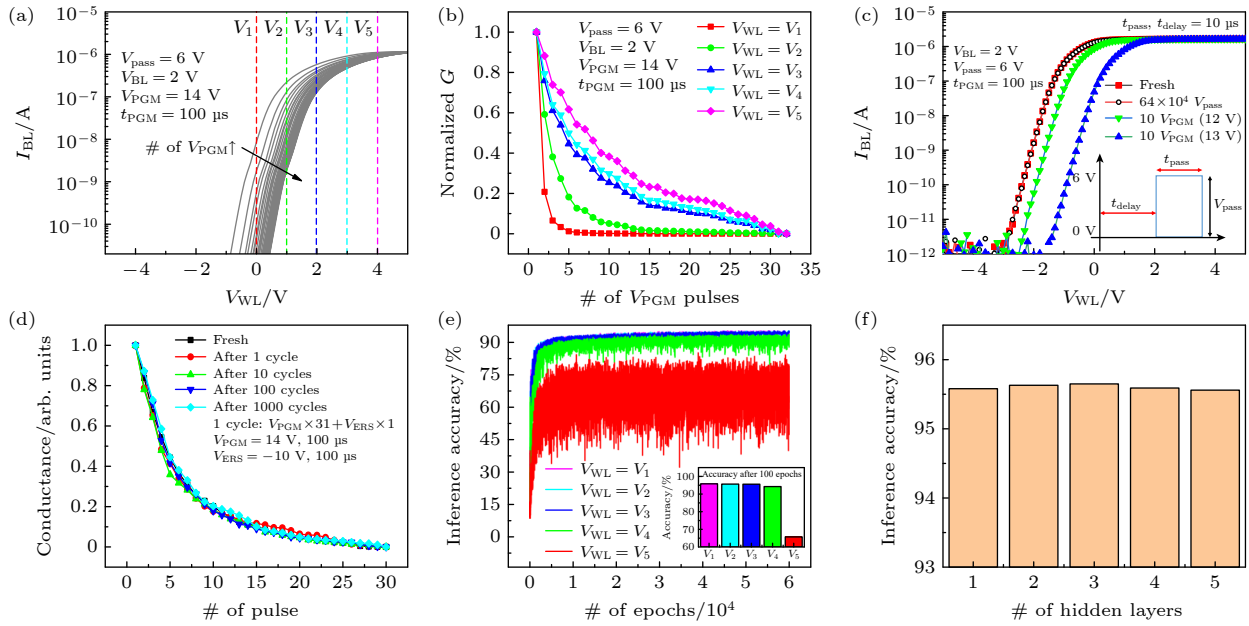 (a)
V₁ V₂ V₃ V₄ V₅
V_pass = 6 V
V_BL = 2 V
V_PGM = 14 V
t_PGM = 100 μs
# of V_PGM↑
10⁻⁵
10⁻⁶
10⁻⁷
10⁻⁸
10⁻⁹
10⁻¹⁰
I_BL/A
−4 −2 0 2 4
V_WL/V
(b)
V_pass = 6 V
V_BL = 2 V
V_PGM = 14 V
t_PGM = 100 μs
V_WL = V₁
V_WL = V₂
V_WL = V₃
V_WL = V₄
V_WL = V₅
1.0
0.8
0.6
0.4
0.2
0
Normalized G
0 5 10 15 20 25 30 35
# of V_PGM pulses
(c)
t_pass, t_delay = 10 μs
V_BL = 2 V
V_pass = 6 V
t_PGM = 100 μs
Fresh
64×10⁴ V_pass
10 V_PGM (12 V)
10 V_PGM (13 V)
t_pass
6 V
t_delay
V_pass
0 V
10⁻⁵
10⁻⁶
10⁻⁷
10⁻⁸
10⁻⁹
10⁻¹⁰
10⁻¹¹
10⁻¹²
I_BL/A
−4 −2 0 2 4
V_WL/V
(d)
Fresh
After 1 cycle
After 10 cycles
After 100 cycles
After 1000 cycles
1 cycle: V_PGM×31+V_ERS×1
V_PGM = 14 V, 100 μs
V_ERS = −10 V, 100 μs
1.0
0.8
0.6
0.4
0.2
0
Conductance/arb. units
0 5 10 15 20 25 30
# of pulse
(e)
90
75
60
45
30
15
0
Inference accuracy/%
V_WL = V₁
V_WL = V₂
V_WL = V₃
V_WL = V₄
V_WL = V₅
Accuracy after 100 epochs
100
90
80
70
60
Accuracy/%
V₁ V₂ V₃ V₄ V₅
0 1 2 3 4 5 6
# of epochs/10⁴
(f)
96
95
94
93
Inference accuracy/%
1 2 3 4 5
# of hidden layers